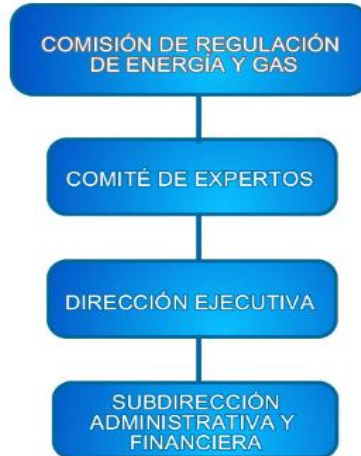 COMISIÓN DE REGULACIÓN
DE ENERGÍA Y GAS
COMITÉ DE EXPERTOS
DIRECCIÓN EJECUTIVA
SUBDIRECCIÓN
ADMINISTRATIVA Y
FINANCIERA